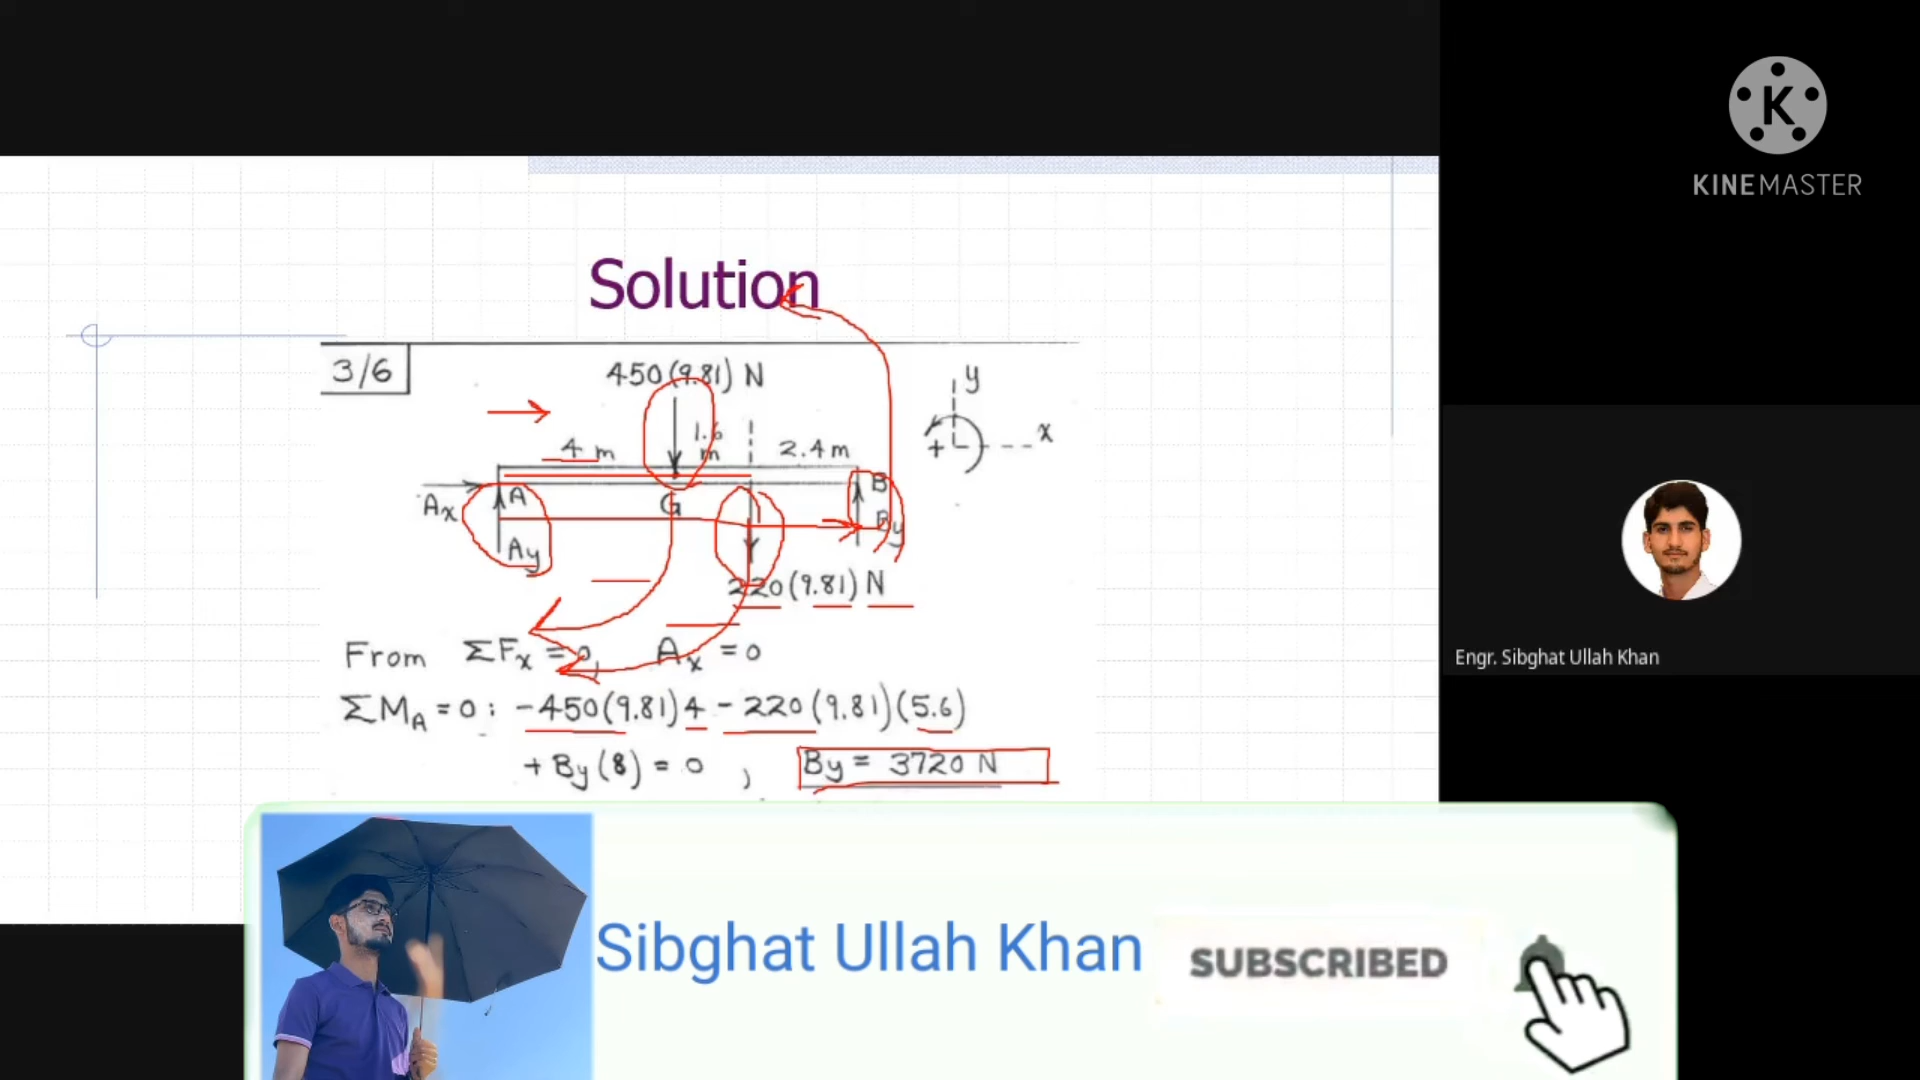 KINEMASTER
Solution
3/6
450(9.81) N
y
x
+
4 m
1.6 m
2.4 m
Ax
A
G
B
Ay
By
220(9.81) N
From ΣFx = 0, Ax = 0
ΣMA = 0: -450(9.81)4 - 220(9.81)(5.6)
+ By(8) = 0 , By = 3720 N
Engr. Sibghat Ullah Khan
Sibghat Ullah Khan
SUBSCRIBED